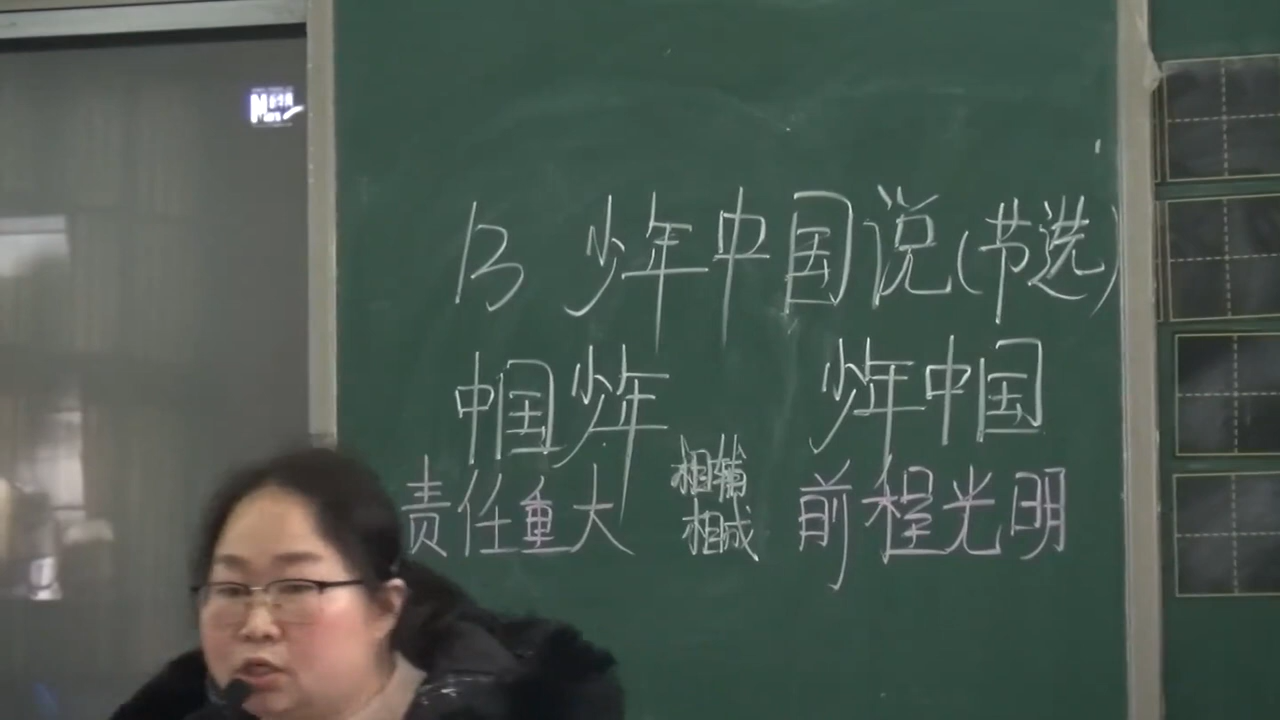 13 少年中国说(节选)
中国少年 少年中国
相辅
责任重大 相成 前程光明